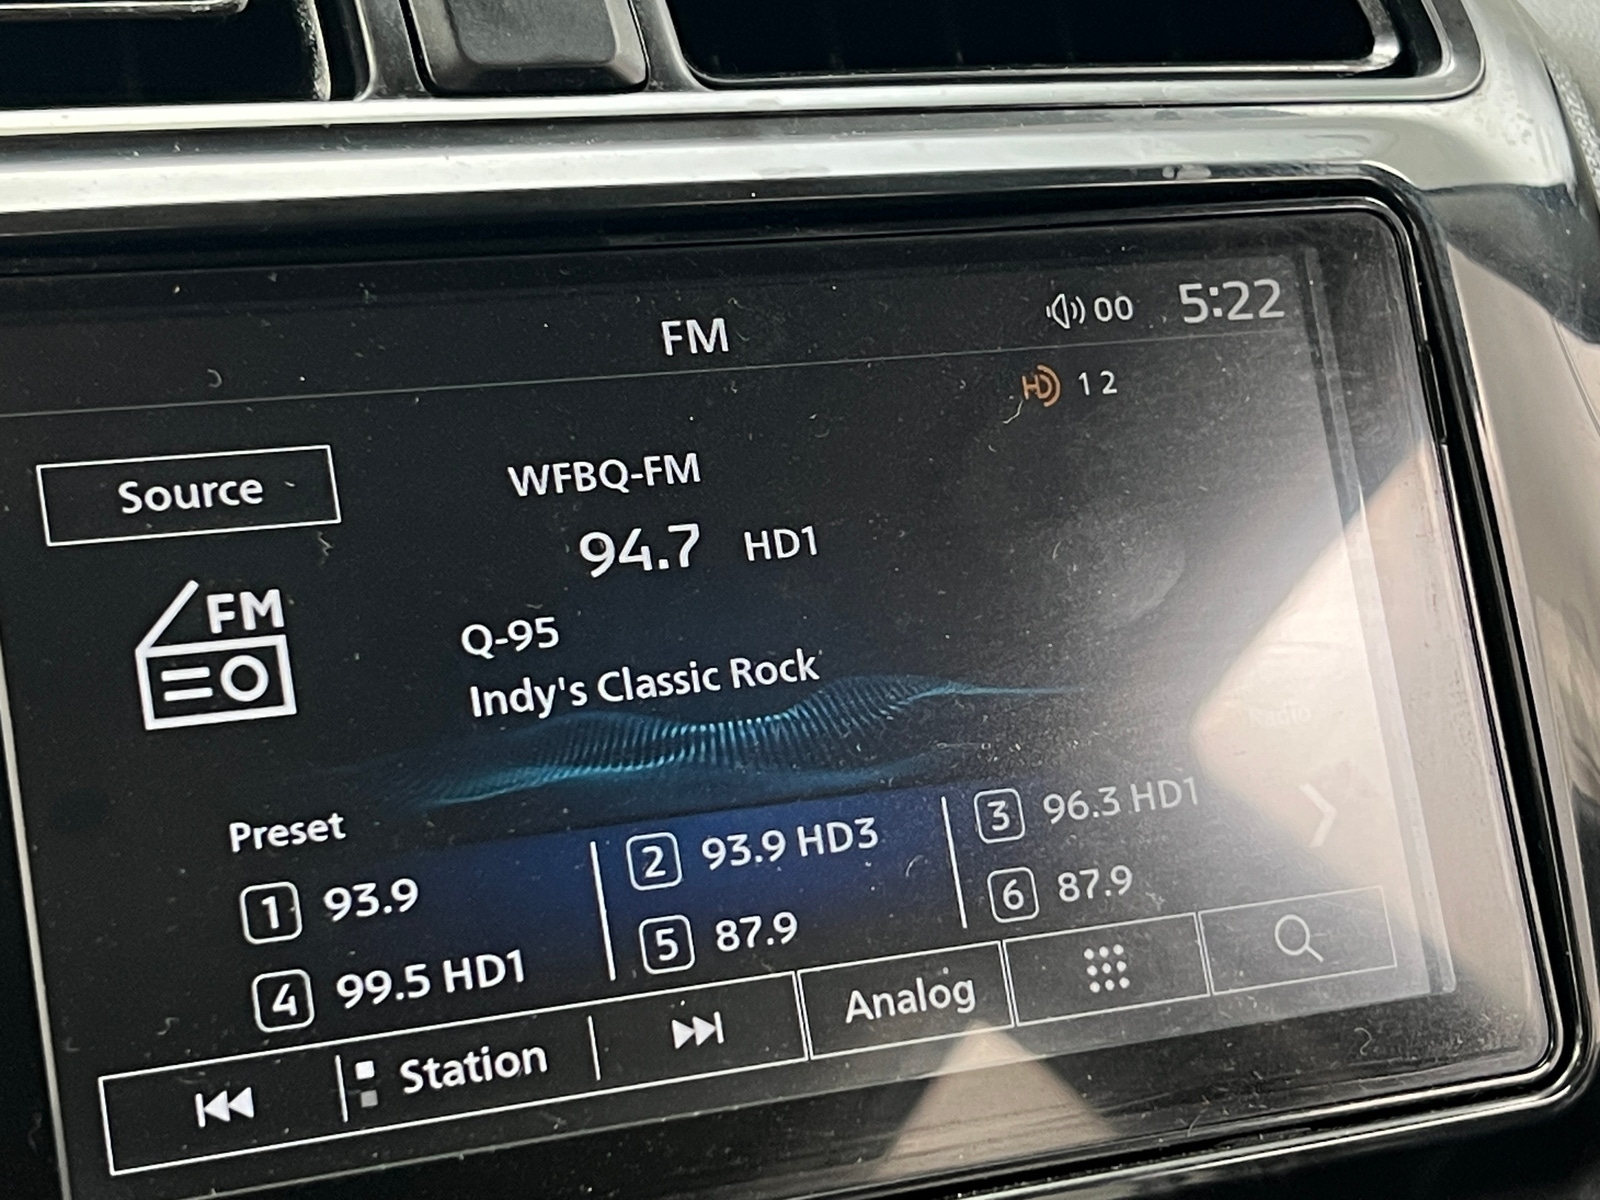 FM
00 5:22
HD 1 2
Source
WFBQ-FM
94.7 HD1
FM
Q-95
Indy's Classic Rock
Radio
Preset
1 93.9
2 93.9 HD3
3 96.3 HD1
4 99.5 HD1
5 87.9
6 87.9
Station
Analog